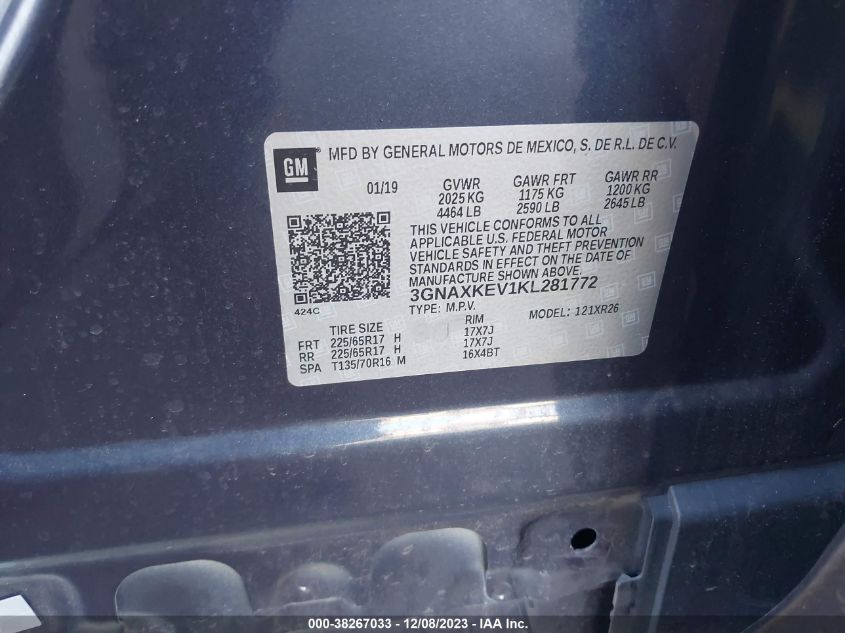 GM
MFD BY GENERAL MOTORS DE MEXICO, S. DE R.L. DE C.V.
01/19 GVWR GAWR FRT GAWR RR
2025 KG 1175 KG 1200 KG
4464 LB 2590 LB 2645 LB
THIS VEHICLE CONFORMS TO ALL
APPLICABLE U.S. FEDERAL MOTOR
VEHICLE SAFETY AND THEFT PREVENTION
STANDARDS IN EFFECT ON THE DATE OF
MANUFACTURE SHOWN ABOVE.
3GNAXKEV1KL281772
424C
TYPE: M.P.V. MODEL: 121XR26
TIRE SIZE RIM
FRT 225/65R17 H 17X7J
RR 225/65R17 H 17X7J
SPA T135/70R16 M 16X4BT
000-38267033 - 12/08/2023 - IAA Inc.